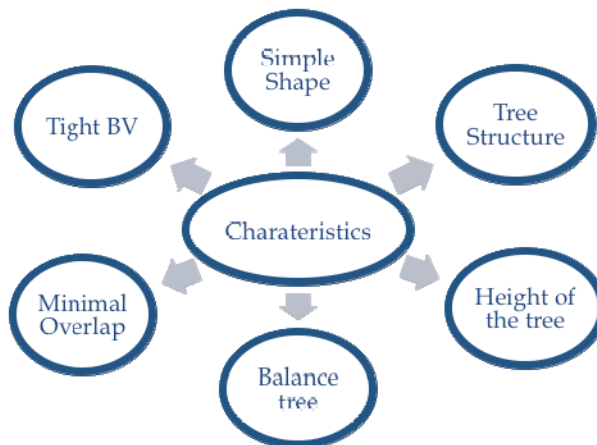 Simple
Shape
Tight BV
Tree
Structure
Charateristics
Minimal
Overlap
Height of
the tree
Balance
tree